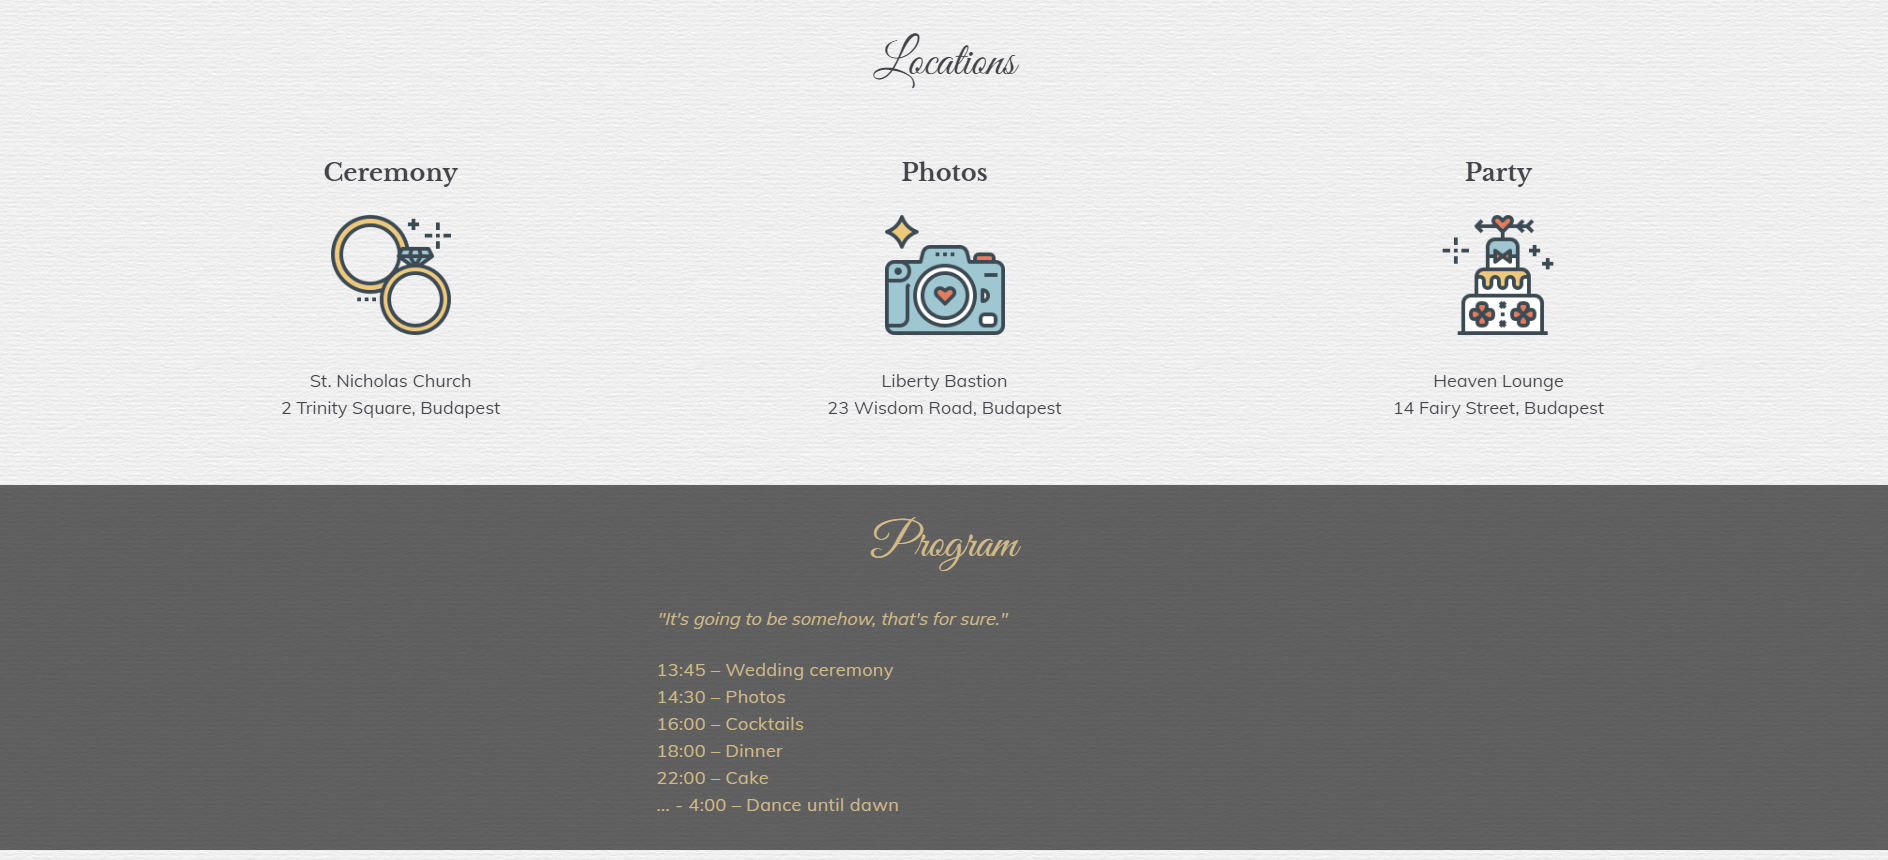 Locations
Ceremony
Photos
Party
St. Nicholas Church
2 Trinity Square, Budapest
Liberty Bastion
23 Wisdom Road, Budapest
Heaven Lounge
14 Fairy Street, Budapest
Program
"It's going to be somehow, that's for sure."
13:45 – Wedding ceremony
14:30 – Photos
16:00 – Cocktails
18:00 – Dinner
22:00 – Cake
... - 4:00 – Dance until dawn